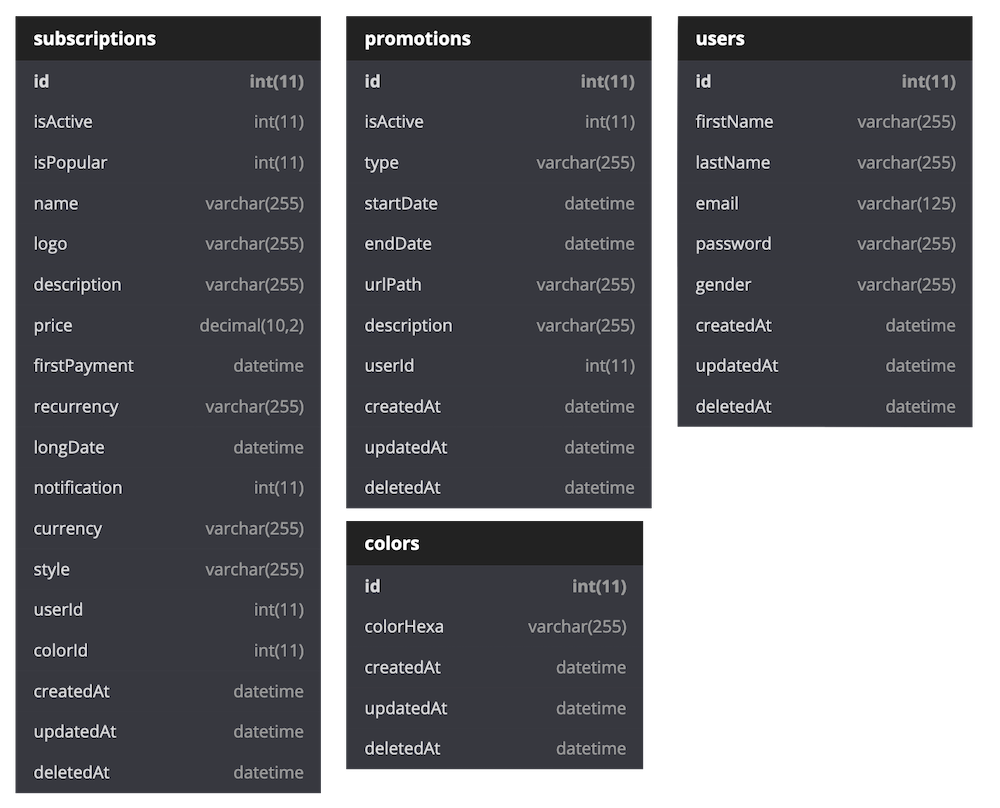 subscriptions
id int(11)
isActive int(11)
isPopular int(11)
name varchar(255)
logo varchar(255)
description varchar(255)
price decimal(10,2)
firstPayment datetime
recurrency varchar(255)
longDate datetime
notification int(11)
currency varchar(255)
style varchar(255)
userId int(11)
colorId int(11)
createdAt datetime
updatedAt datetime
deletedAt datetime
promotions
id int(11)
isActive int(11)
type varchar(255)
startDate datetime
endDate datetime
urlPath varchar(255)
description varchar(255)
userId int(11)
createdAt datetime
updatedAt datetime
deletedAt datetime
colors
id int(11)
colorHexa varchar(255)
createdAt datetime
updatedAt datetime
deletedAt datetime
users
id int(11)
firstName varchar(255)
lastName varchar(255)
email varchar(125)
password varchar(255)
gender varchar(255)
createdAt datetime
updatedAt datetime
deletedAt datetime